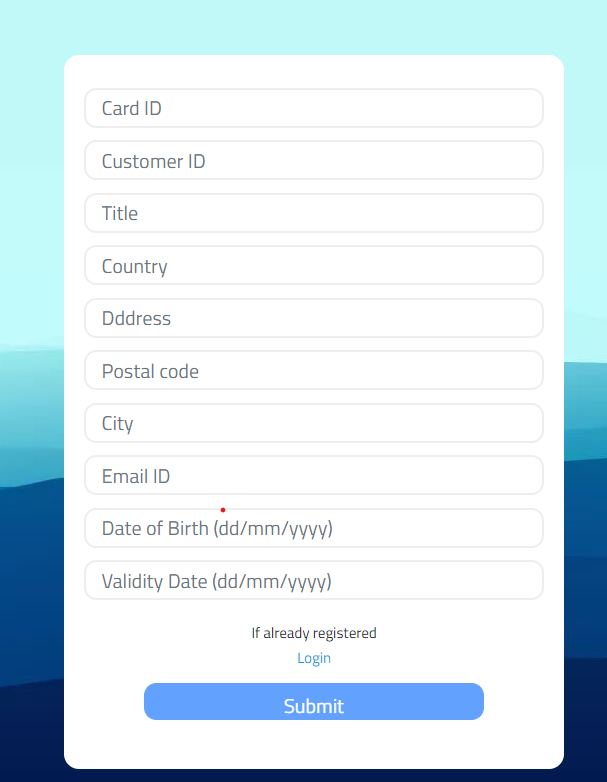 Card ID
Customer ID
Title
Country
Dddress
Postal code
City
Email ID
Date of Birth (dd/mm/yyyy)
Validity Date (dd/mm/yyyy)
If already registered
Login
Submit